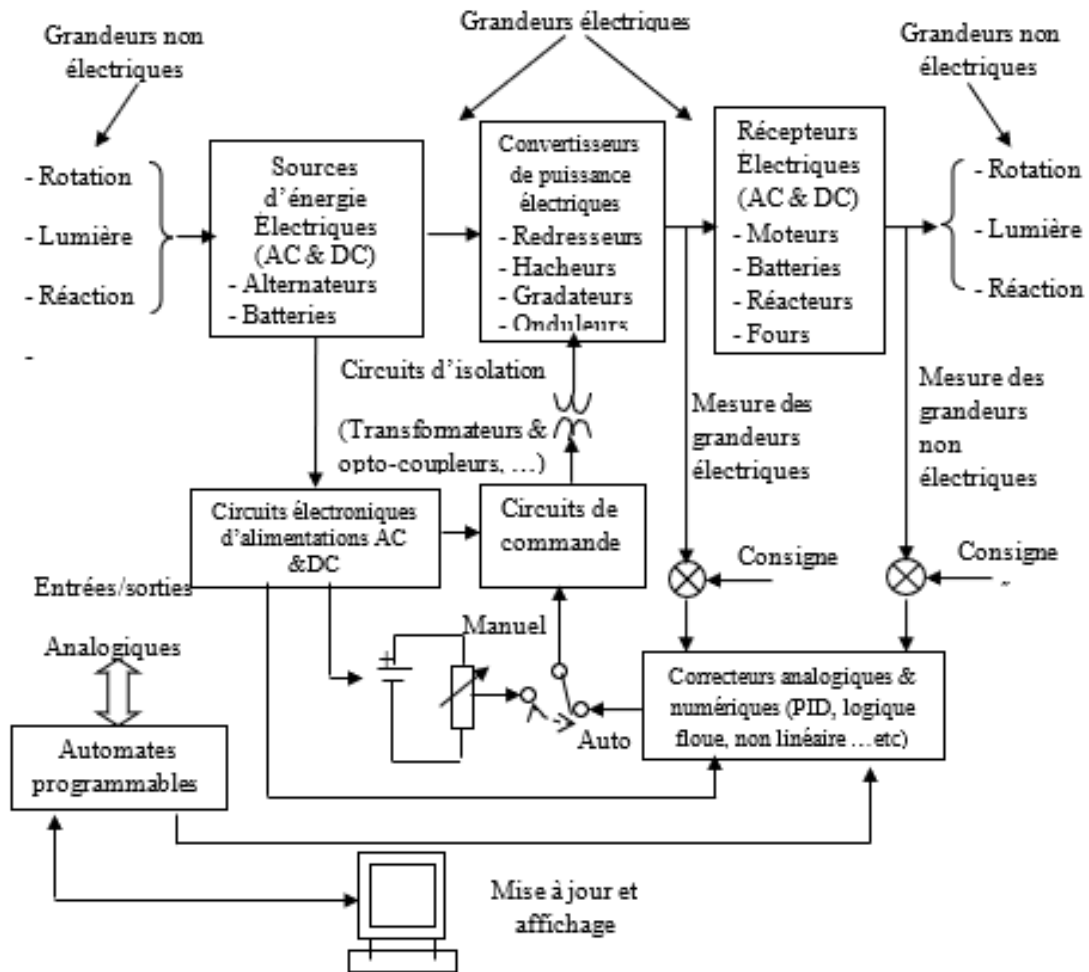 Grandeurs non
électriques
Grandeurs électriques
Grandeurs non
électriques
- Rotation
- Lumière
- Réaction
-
Sources
d'énergie
Électriques
(AC & DC)
- Alternateurs
- Batteries
Convertisseurs
de puissance
électriques
- Redresseurs
- Hacheurs
- Gradateurs
- Onduleurs
Récepteurs
Électriques
(AC & DC)
- Moteurs
- Batteries
- Réacteurs
- Fours
- Rotation
- Lumière
- Réaction
Circuits d'isolation
(Transformateurs &
opto-coupleurs, ...)
Mesure des
grandeurs
électriques
Mesure des
grandeurs
non
électriques
Circuits électroniques
d'alimentations AC
&DC
Circuits de
commande
Consigne
Consigne
Entrées/sorties
Analogiques
Manuel
+
Auto
Correcteurs analogiques &
numériques (PID, logique
floue, non linéaire ...etc)
Automates
programmables
Mise à jour et
affichage